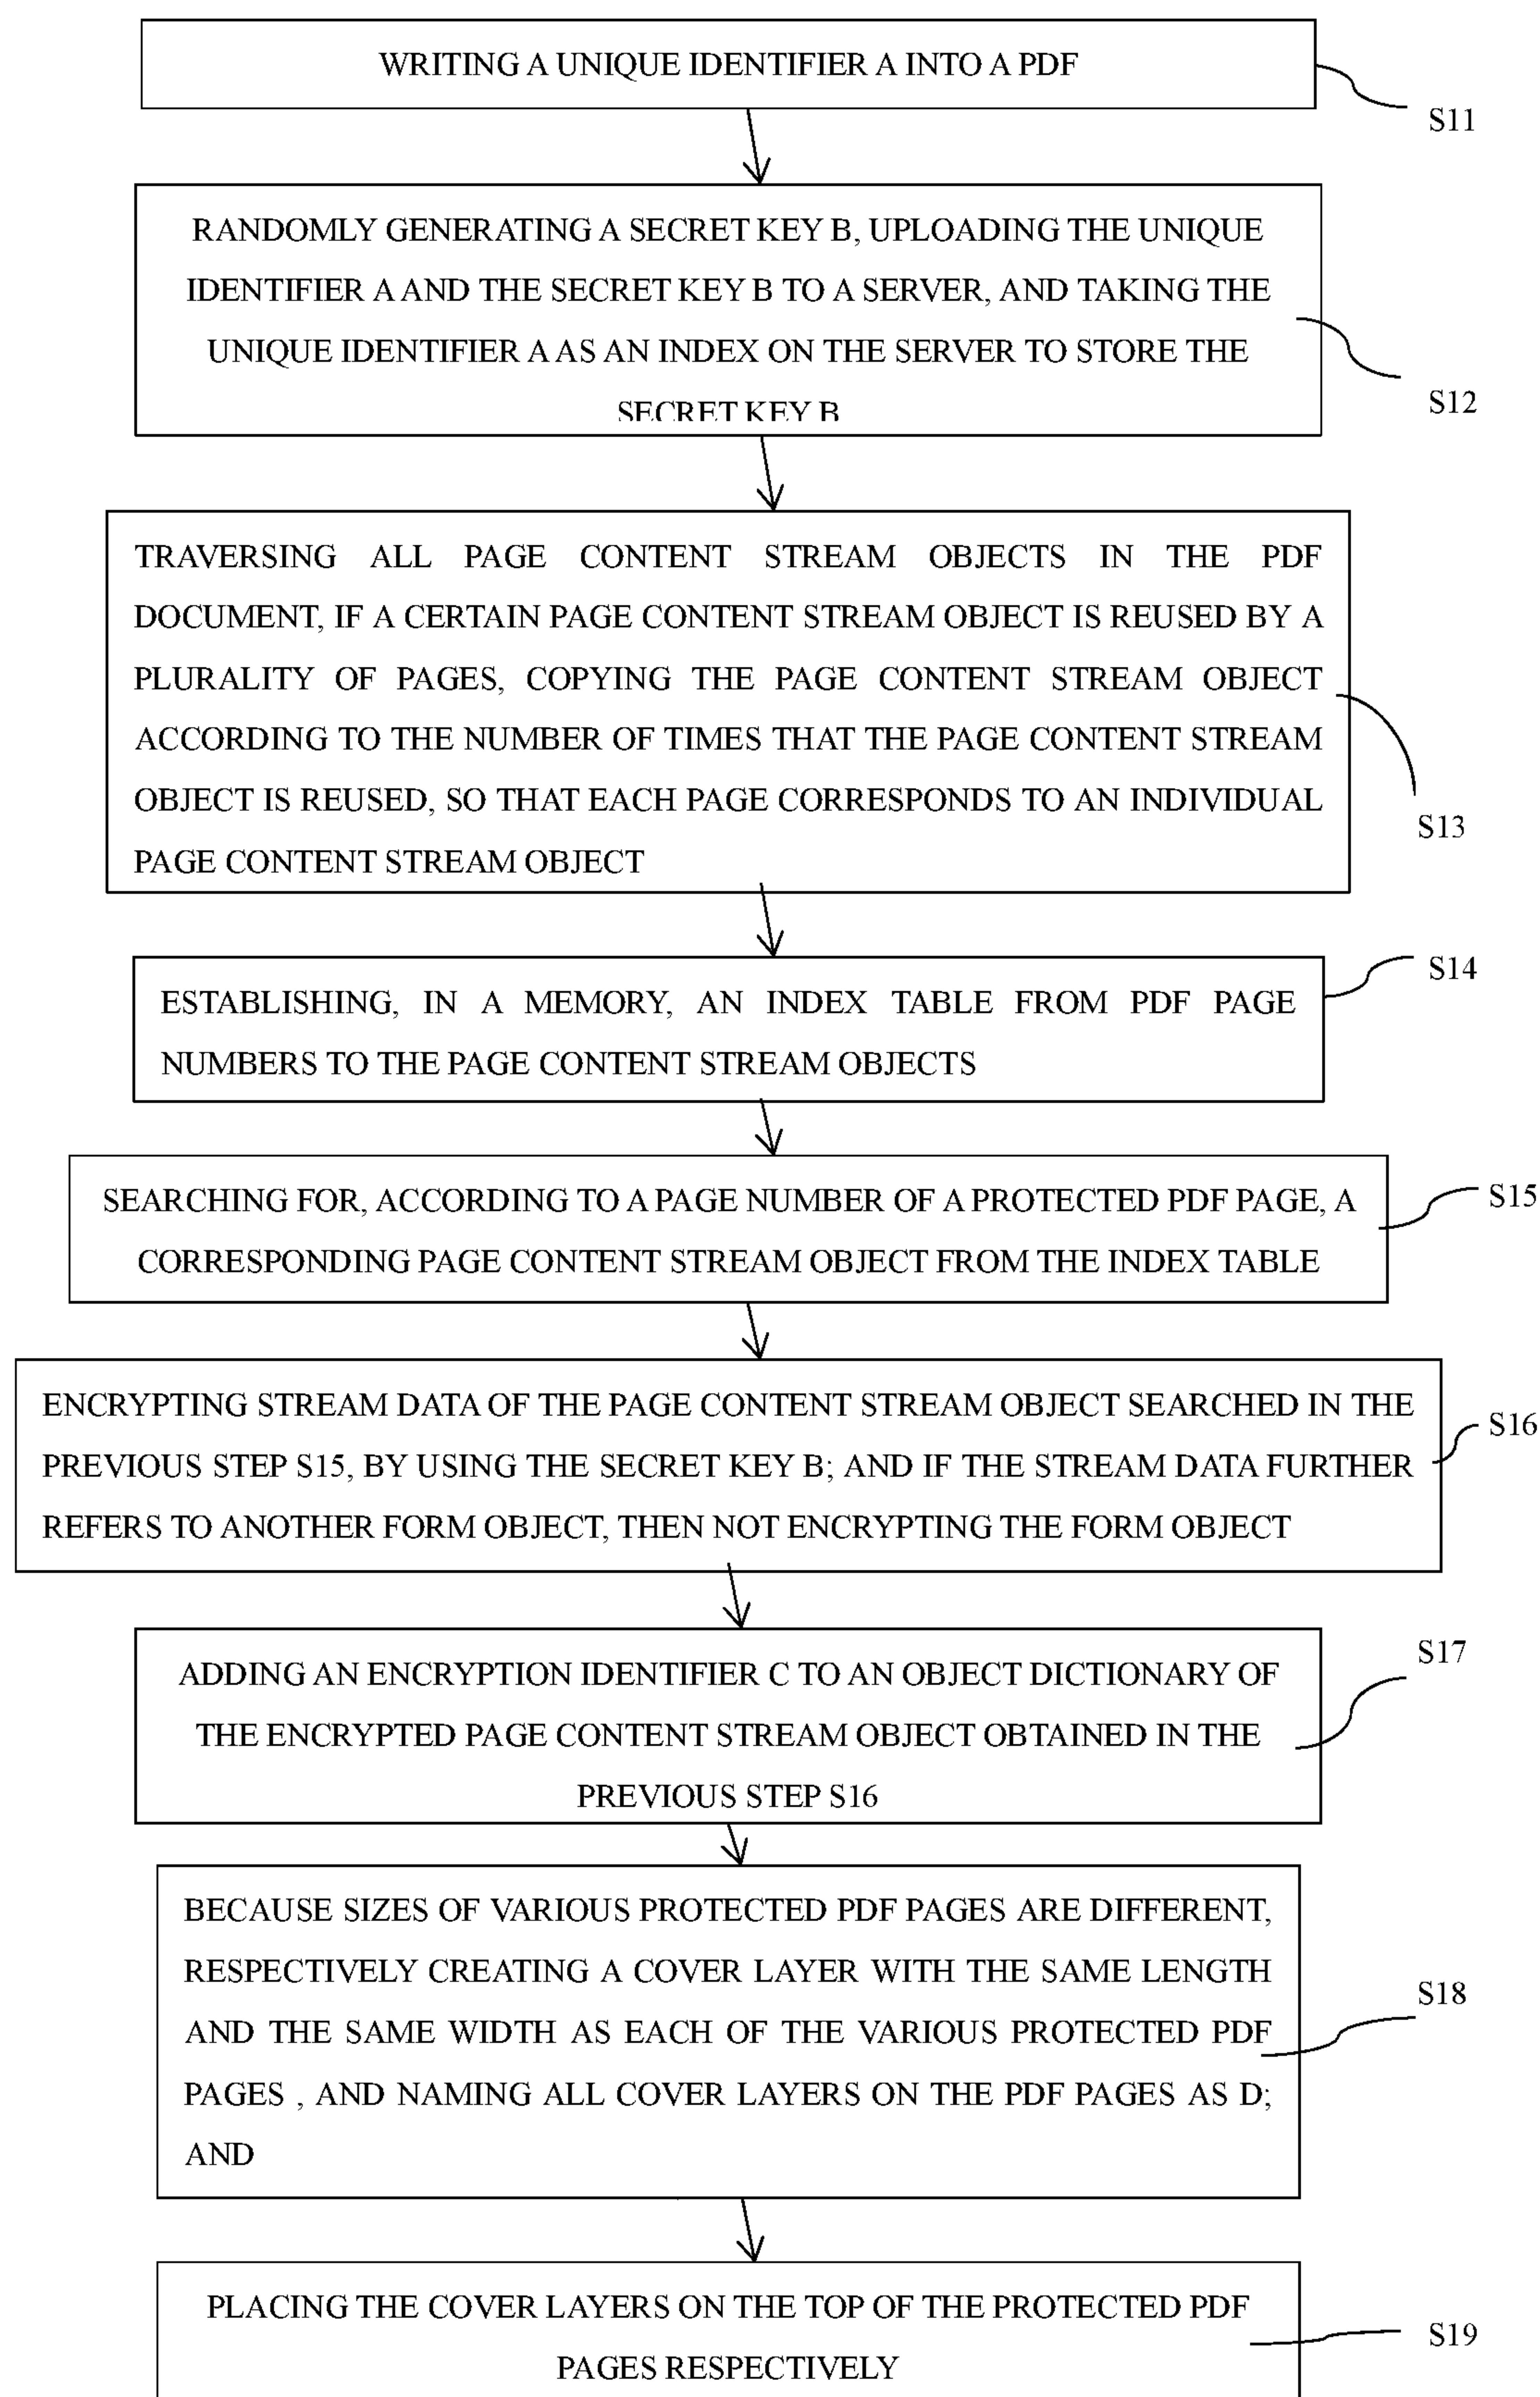 WRITING A UNIQUE IDENTIFIER A INTO A PDF
S11
RANDOMLY GENERATING A SECRET KEY B, UPLOADING THE UNIQUE
IDENTIFIER A AND THE SECRET KEY B TO A SERVER, AND TAKING THE
UNIQUE IDENTIFIER A AS AN INDEX ON THE SERVER TO STORE THE
SECRET KEY B
S12
TRAVERSING ALL PAGE CONTENT STREAM OBJECTS IN THE PDF
DOCUMENT, IF A CERTAIN PAGE CONTENT STREAM OBJECT IS REUSED BY A
PLURALITY OF PAGES, COPYING THE PAGE CONTENT STREAM OBJECT
ACCORDING TO THE NUMBER OF TIMES THAT THE PAGE CONTENT STREAM
OBJECT IS REUSED, SO THAT EACH PAGE CORRESPONDS TO AN INDIVIDUAL
PAGE CONTENT STREAM OBJECT
S13
ESTABLISHING, IN A MEMORY, AN INDEX TABLE FROM PDF PAGE
NUMBERS TO THE PAGE CONTENT STREAM OBJECTS
S14
SEARCHING FOR, ACCORDING TO A PAGE NUMBER OF A PROTECTED PDF PAGE, A
CORRESPONDING PAGE CONTENT STREAM OBJECT FROM THE INDEX TABLE
S15
ENCRYPTING STREAM DATA OF THE PAGE CONTENT STREAM OBJECT SEARCHED IN THE
PREVIOUS STEP S15, BY USING THE SECRET KEY B; AND IF THE STREAM DATA FURTHER
REFERS TO ANOTHER FORM OBJECT, THEN NOT ENCRYPTING THE FORM OBJECT
S16
ADDING AN ENCRYPTION IDENTIFIER C TO AN OBJECT DICTIONARY OF
THE ENCRYPTED PAGE CONTENT STREAM OBJECT OBTAINED IN THE
PREVIOUS STEP S16
S17
BECAUSE SIZES OF VARIOUS PROTECTED PDF PAGES ARE DIFFERENT,
RESPECTIVELY CREATING A COVER LAYER WITH THE SAME LENGTH
AND THE SAME WIDTH AS EACH OF THE VARIOUS PROTECTED PDF
PAGES , AND NAMING ALL COVER LAYERS ON THE PDF PAGES AS D;
AND
S18
PLACING THE COVER LAYERS ON THE TOP OF THE PROTECTED PDF
PAGES RESPECTIVELY
S19